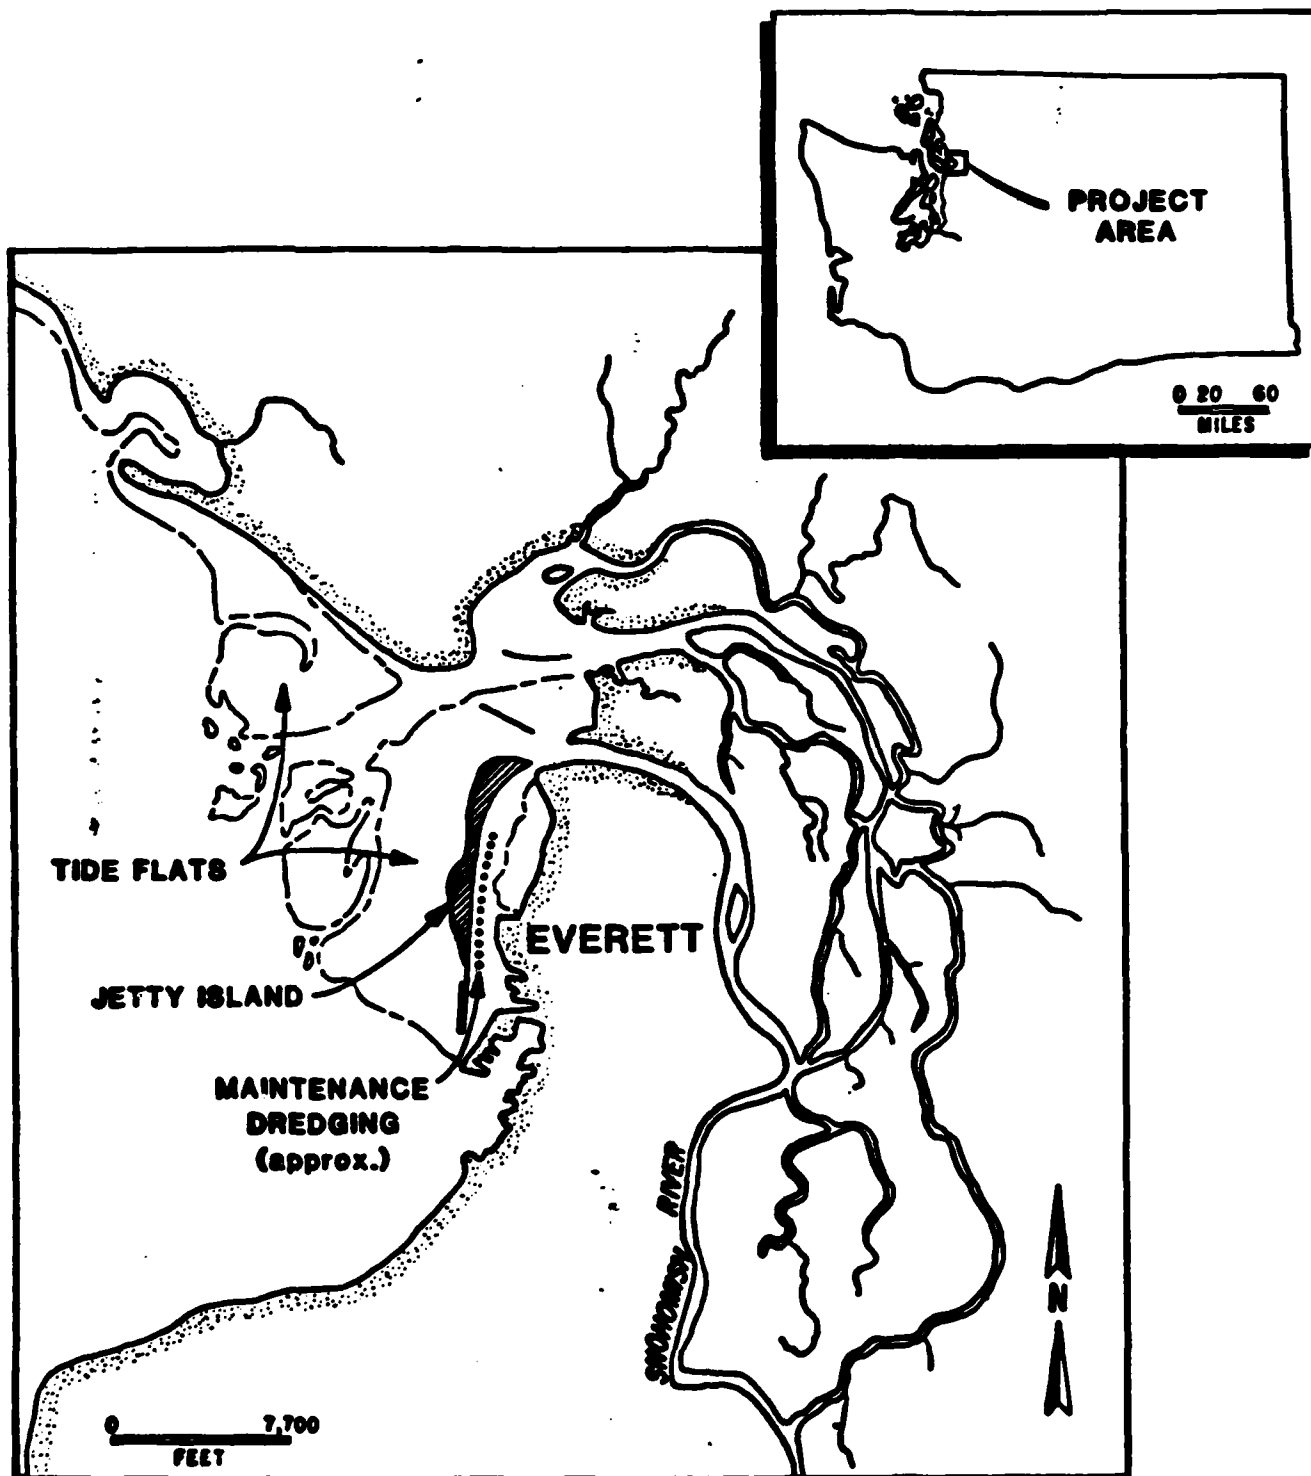 PROJECT
AREA
0 20 60
MILES
TIDE FLATS
EVERETT
JETTY ISLAND
MAINTENANCE
DREDGING
(approx.)
SNOHOMISH RIVER
N
0 7,700
FEET